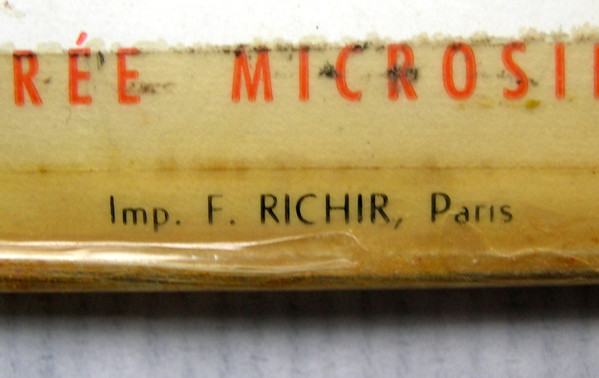 RÉE MICROSI
Imp. F. RICHIR, Paris